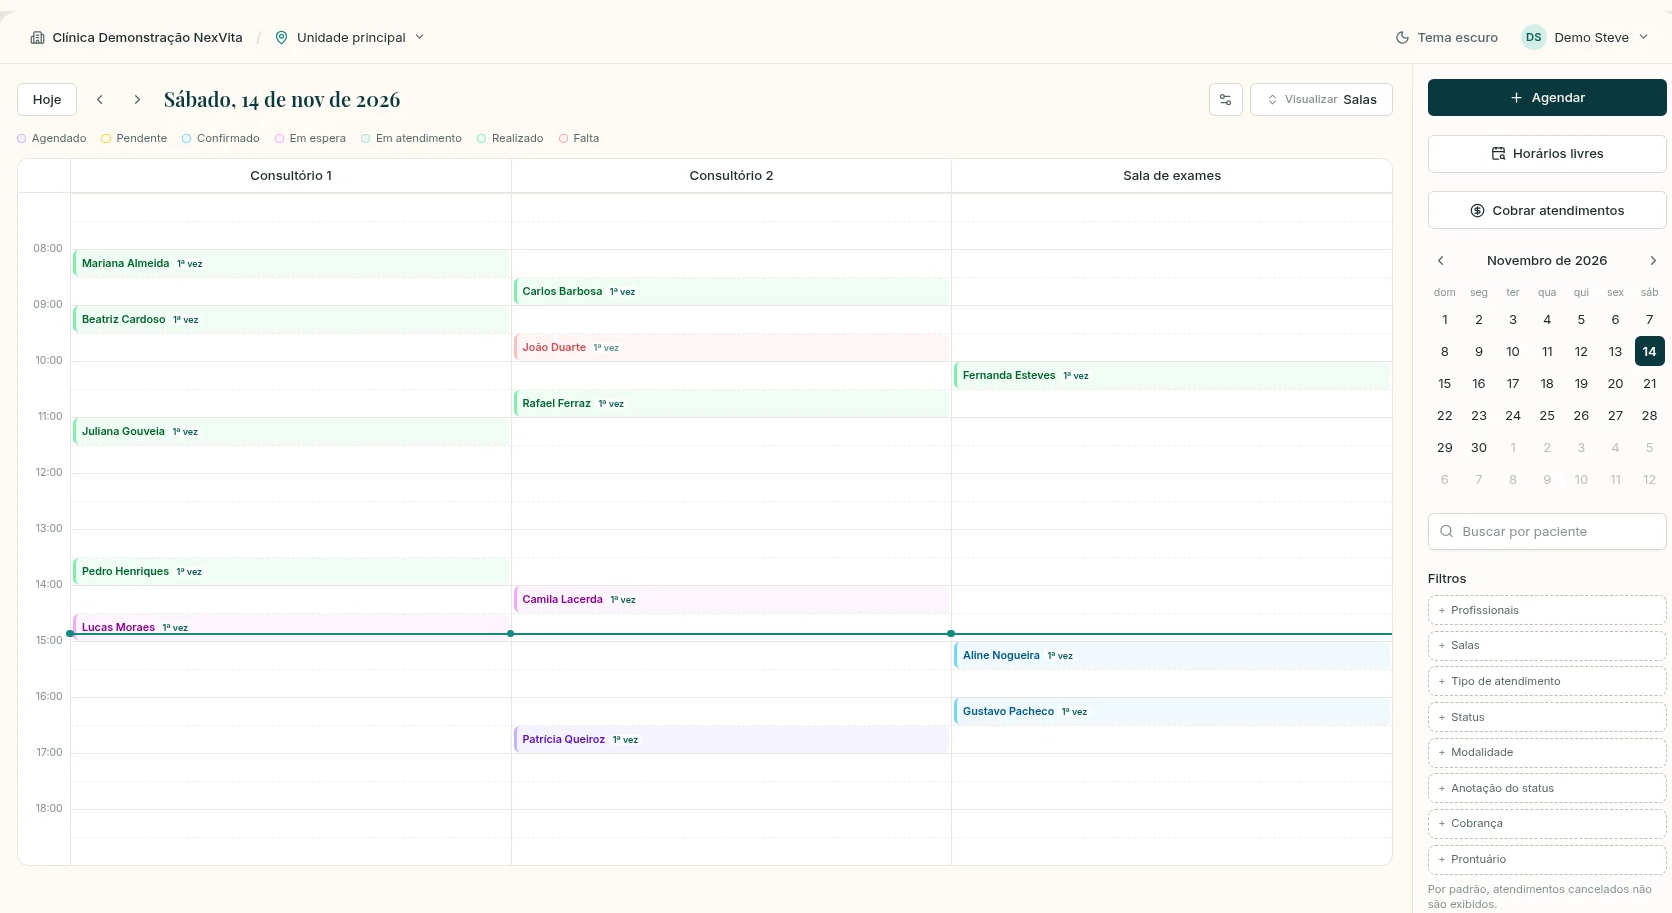 Clínica Demonstração NexVita / Unidade principal
Tema escuro
DS Demo Steve
Hoje
Sábado, 14 de nov de 2026
Visualizar Salas
Agendado Pendente Confirmado Em espera Em atendimento Realizado Falta
Consultório 1 Consultório 2 Sala de exames
08:00
Mariana Almeida 1ª vez
Carlos Barbosa 1ª vez
09:00
Beatriz Cardoso 1ª vez
João Duarte 1ª vez
10:00
Fernanda Esteves 1ª vez
Rafael Ferraz 1ª vez
11:00
Juliana Gouveia 1ª vez
12:00
13:00
Pedro Henriques 1ª vez
14:00
Camila Lacerda 1ª vez
Lucas Moraes 1ª vez
15:00
Aline Nogueira 1ª vez
16:00
Gustavo Pacheco 1ª vez
Patrícia Queiroz 1ª vez
17:00
18:00
+ Agendar
Horários livres
Cobrar atendimentos
Novembro de 2026
dom seg ter qua qui sex sáb
1 2 3 4 5 6 7
8 9 10 11 12 13 14
15 16 17 18 19 20 21
22 23 24 25 26 27 28
29 30 1 2 3 4 5
6 7 8 9 10 11 12
Buscar por paciente
Filtros
+ Profissionais
+ Salas
+ Tipo de atendimento
+ Status
+ Modalidade
+ Anotação do status
+ Cobrança
+ Prontuário
Por padrão, atendimentos cancelados não
são exibidos.